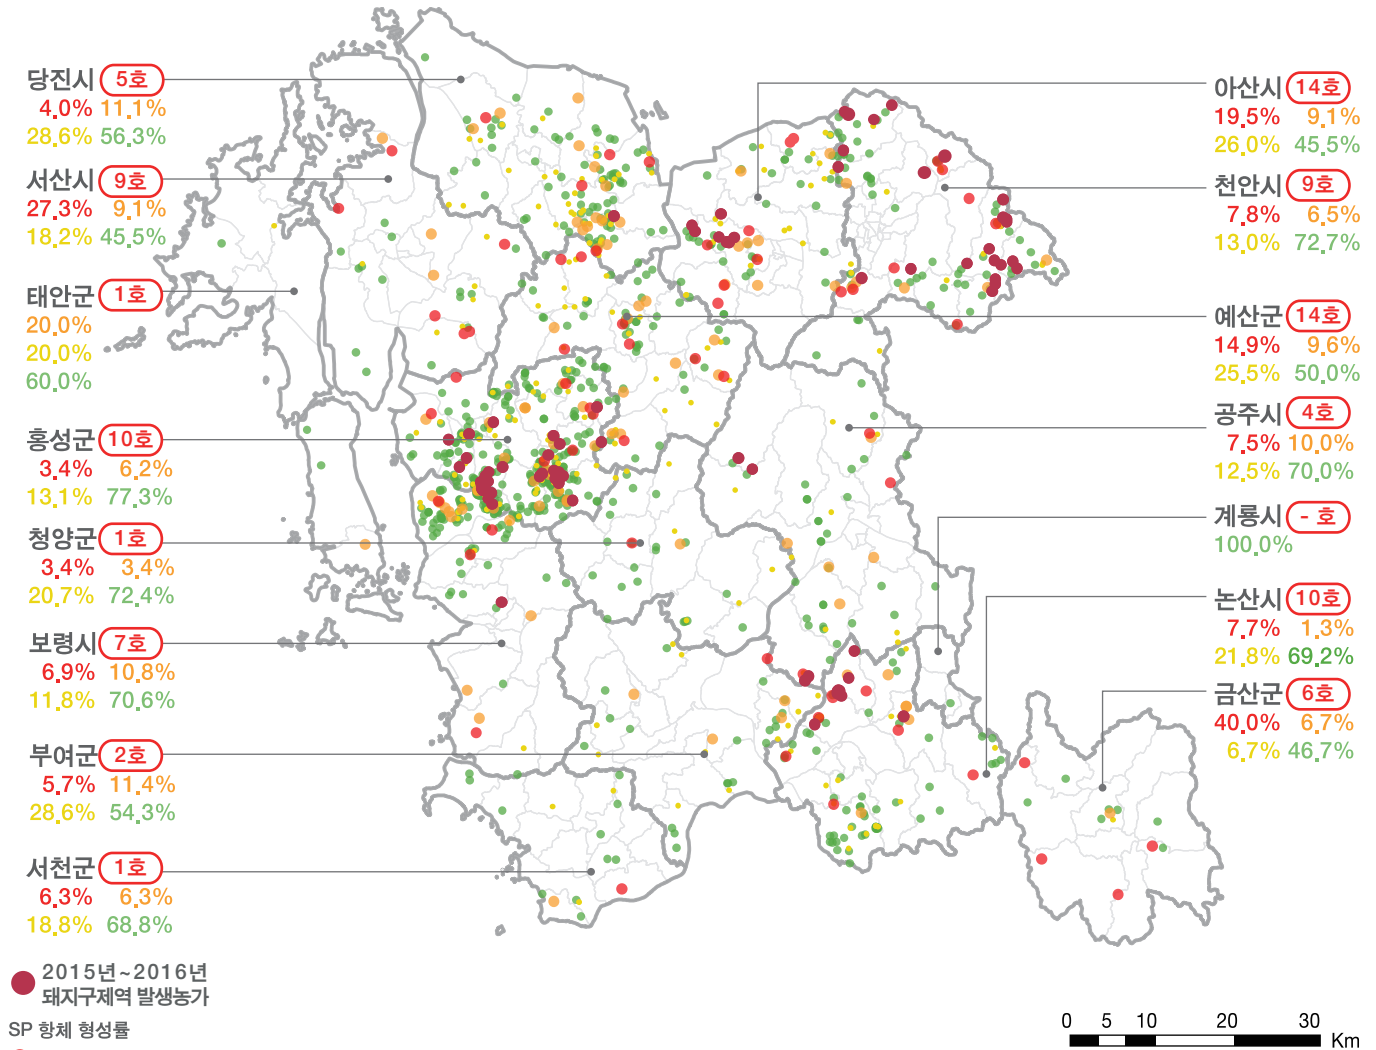 당진시 5호
4.0% 11.1%
28.6% 56.3%
서산시 9호
27.3% 9.1%
18.2% 45.5%
태안군 1호
20.0%
20.0%
60.0%
홍성군 10호
3.4% 6.2%
13.1% 77.3%
청양군 1호
3.4% 3.4%
20.7% 72.4%
보령시 7호
6.9% 10.8%
11.8% 70.6%
부여군 2호
5.7% 11.4%
28.6% 54.3%
서천군 1호
6.3% 6.3%
18.8% 68.8%
2015년~2016년
돼지구제역 발생농가
SP 항체 형성률
아산시 14호
19.5% 9.1%
26.0% 45.5%
천안시 9호
7.8% 6.5%
13.0% 72.7%
예산군 14호
14.9% 9.6%
25.5% 50.0%
공주시 4호
7.5% 10.0%
12.5% 70.0%
계룡시 - 호
100.0%
논산시 10호
7.7% 1.3%
21.8% 69.2%
금산군 6호
40.0% 6.7%
6.7% 46.7%
0 5 10 20 30
Km